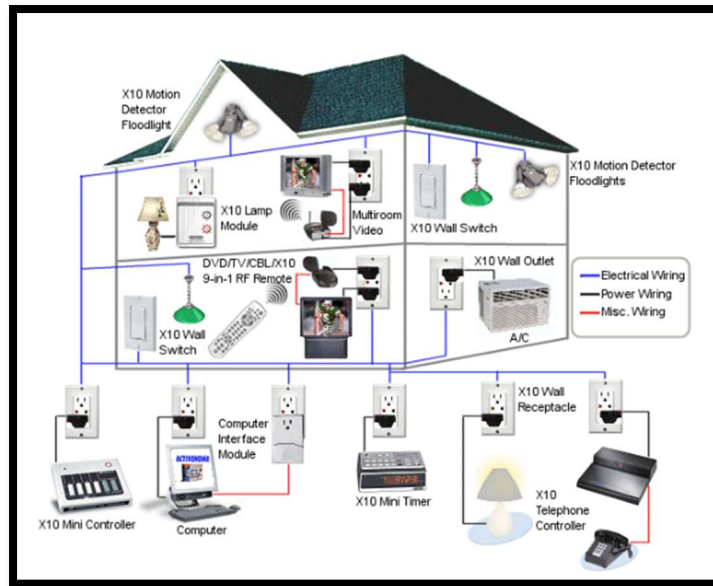 X10 Motion
Detector
Floodlight
X10 Motion Detector
Floodlights
X10 Lamp
Module
Multiroom
Video
X10 Wall Switch
DVD/TV/CBL/X10
9-in-1 RF Remote
X10 Wall Outlet
Electrical Wiring
Power Wiring
Misc. Wiring
X10 Wall
Switch
A/C
Computer
Interface
Module
X10 Wall
Receptacle
X10 Mini Controller
Computer
X10 Mini Timer
X10
Telephone
Controller